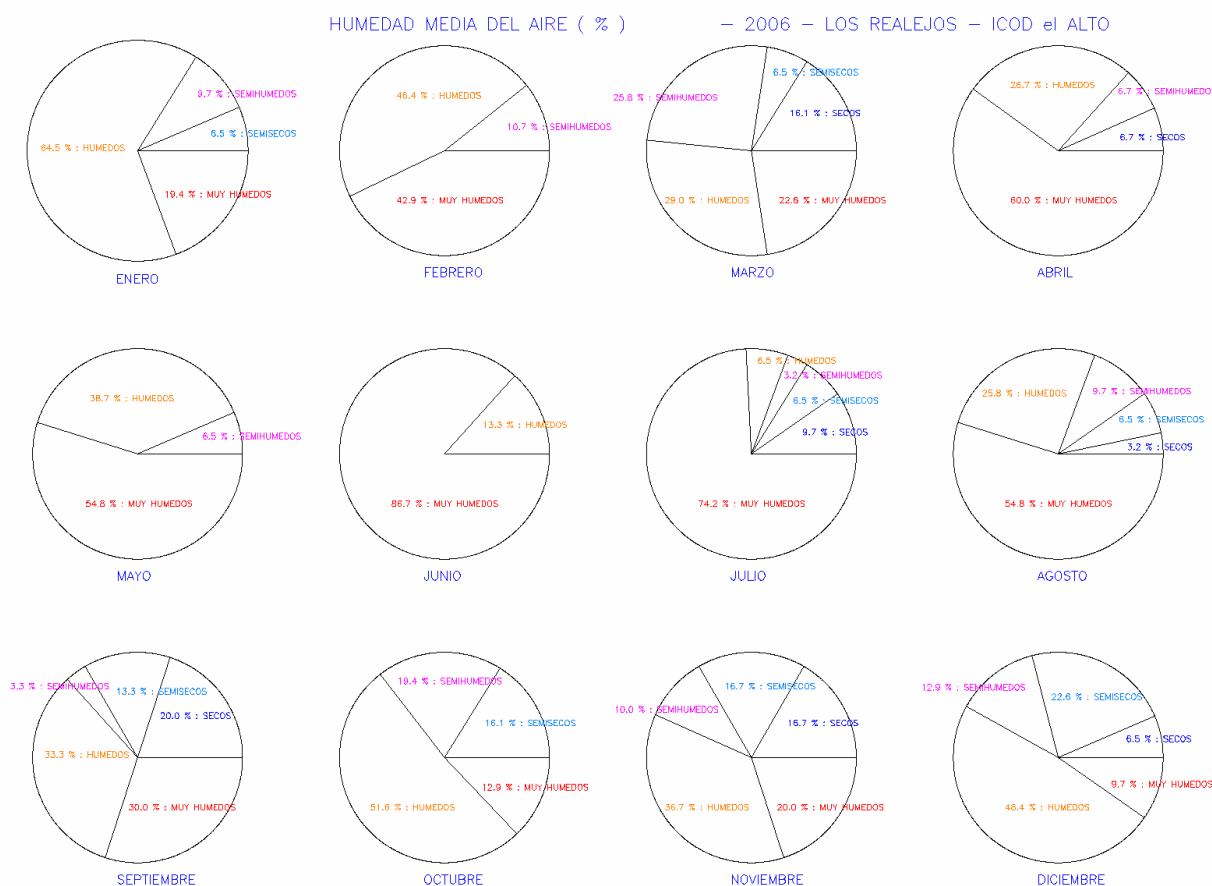 HUMEDAD MEDIA DEL AIRE ( % ) – 2006 – LOS REALEJOS – ICOD el ALTO
9.7 % : SEMIHUMEDOS
6.5 % : SEMISECOS
64.5 % : HUMEDOS
19.4 % : MUY HUMEDOS
ENERO
46.4 % : HUMEDOS
10.7 % : SEMIHUMEDOS
42.9 % : MUY HUMEDOS
FEBRERO
6.5 % : SEMISECOS
25.8 % : SEMIHUMEDOS
16.1 % : SECOS
29.0 % : HUMEDOS
22.6 % : MUY HUMEDOS
MARZO
26.7 % : HUMEDOS
6.7 % : SEMIHUMEDO
6.7 % : SECOS
60.0 % : MUY HUMEDOS
ABRIL
38.7 % : HUMEDOS
6.5 % : SEMIHUMEDOS
54.8 % : MUY HUMEDOS
MAYO
13.3 % : HUMEDOS
86.7 % : MUY HUMEDOS
JUNIO
6.5 % : HUMEDOS
3.2 % : SEMIHUMEDOS
6.5 % : SEMISECOS
9.7 % : SECOS
74.2 % : MUY HUMEDOS
JULIO
25.8 % : HUMEDOS
9.7 % : SEMIHUMEDOS
6.5 % : SEMISECOS
3.2 % : SECOS
54.8 % : MUY HUMEDOS
AGOSTO
3.3 % : SEMIHUMEDOS
13.3 % : SEMISECOS
20.0 % : SECOS
33.3 % : HUMEDOS
30.0 % : MUY HUMEDOS
SEPTIEMBRE
19.4 % : SEMIHUMEDOS
16.1 % : SEMISECOS
12.9 % : MUY HUMEDOS
51.6 % : HUMEDOS
OCTUBRE
16.7 % : SEMISECOS
10.0 % : SEMIHUMEDOS
16.7 % : SECOS
36.7 % : HUMEDOS
20.0 % : MUY HUMEDOS
NOVIEMBRE
12.9 % : SEMIHUMEDOS
22.6 % : SEMISECOS
6.5 % : SECOS
9.7 % : MUY HUMEDOS
48.4 % : HUMEDOS
DICIEMBRE